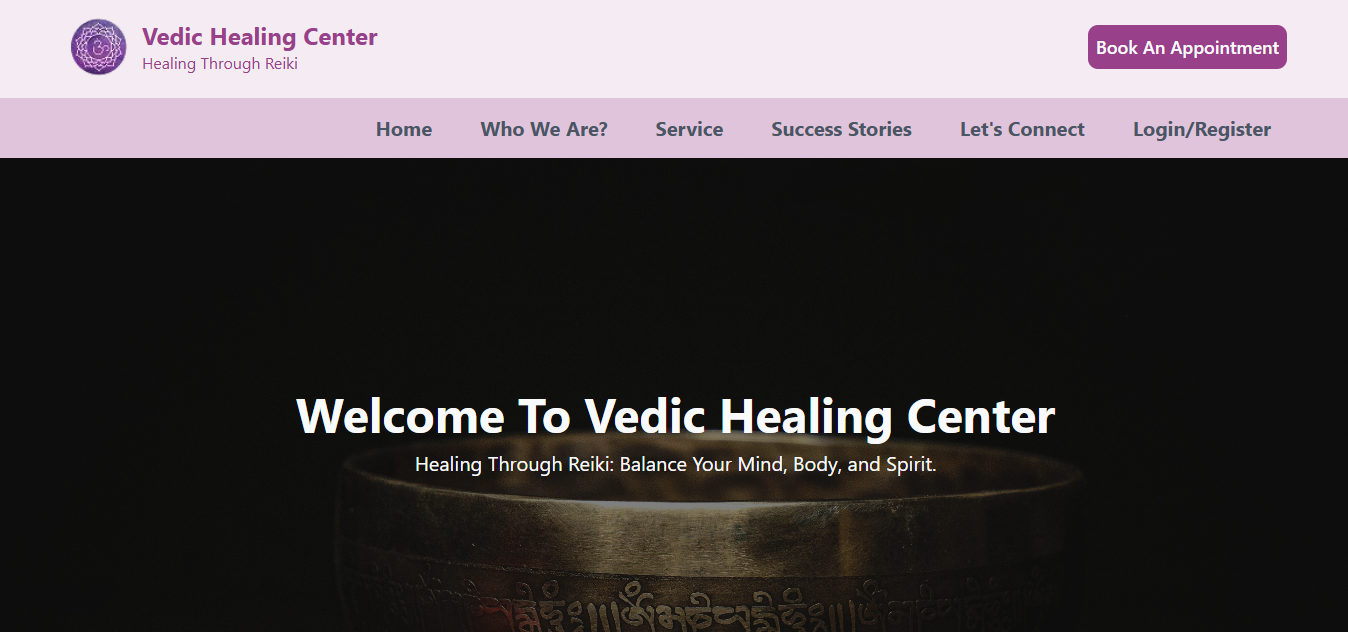 Vedic Healing Center
Healing Through Reiki
Book An Appointment
Home Who We Are? Service Success Stories Let's Connect Login/Register
Welcome To Vedic Healing Center
Healing Through Reiki: Balance Your Mind, Body, and Spirit.